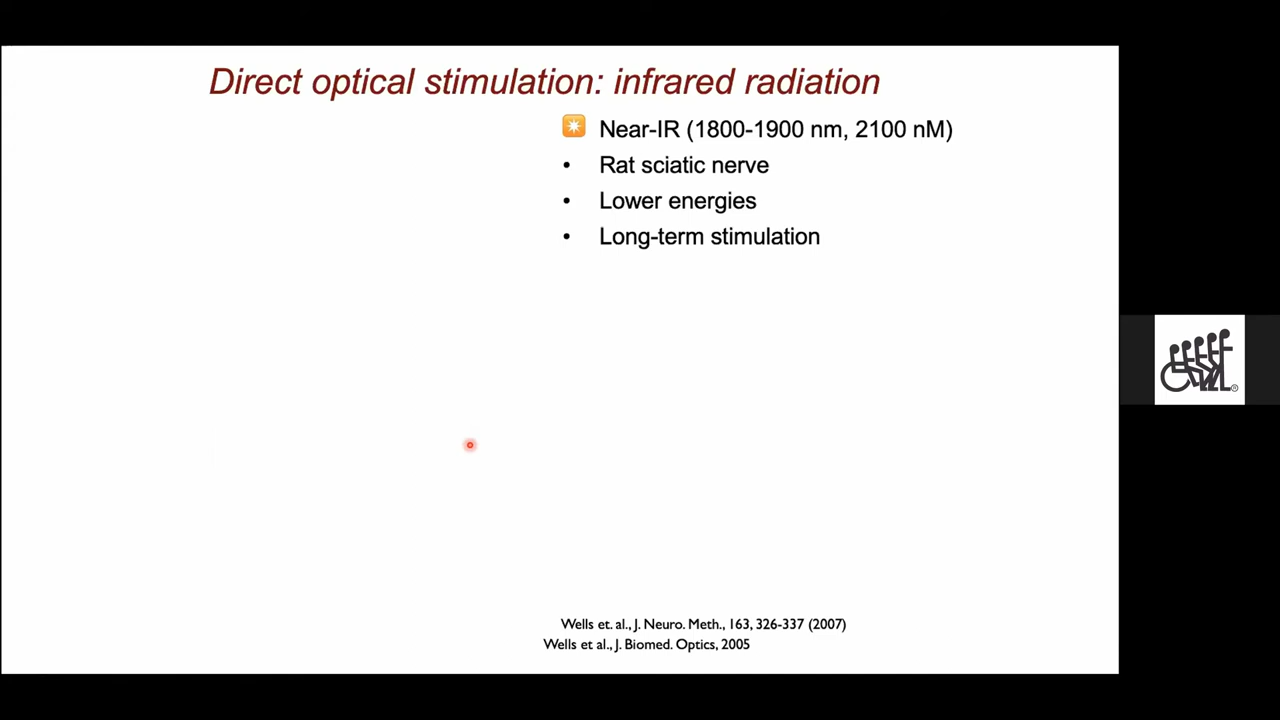 Direct optical stimulation: infrared radiation
Near-IR (1800-1900 nm, 2100 nM)
• Rat sciatic nerve
• Lower energies
• Long-term stimulation
Wells et. al., J. Neuro. Meth., 163, 326-337 (2007)
Wells et al., J. Biomed. Optics, 2005
®